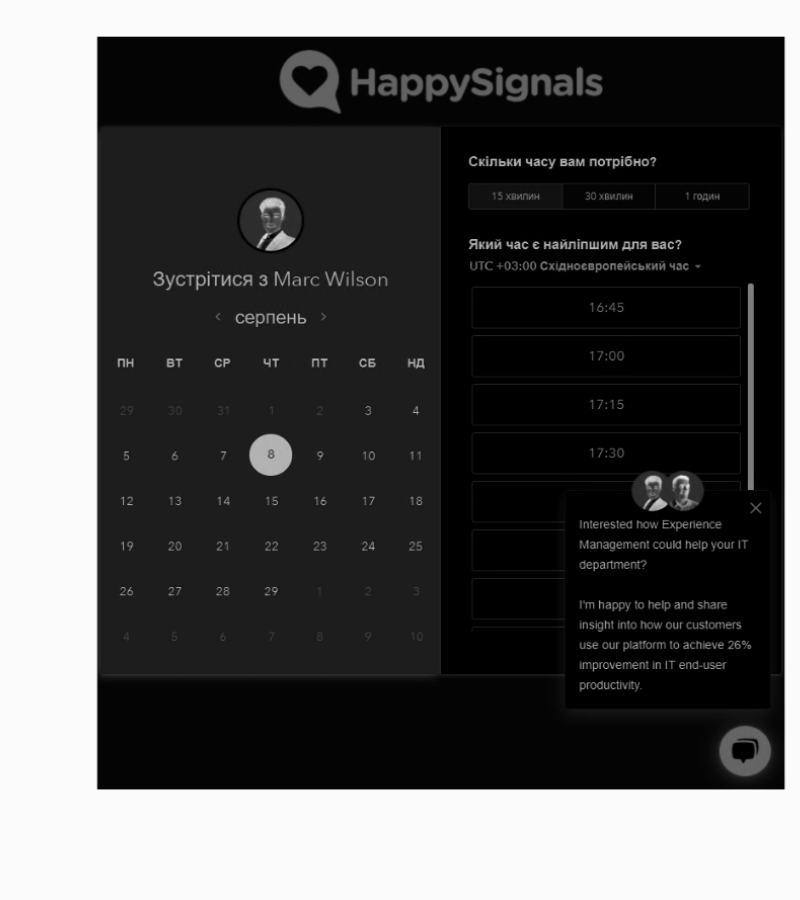 HappySignals
Зустрітися з Marc Wilson
серпень
ПН ВТ СР ЧТ ПТ СБ НД
29 30 31 1 2 3 4
5 6 7 8 9 10 11
12 13 14 15 16 17 18
19 20 21 22 23 24 25
26 27 28 29 1 2 3
4 5 6 7 8 9 10
Скільки часу вам потрібно?
15 хвилин 30 хвилин 1 годин
Який час є найліпшим для вас?
UTC +03:00 Східноєвропейський час
16:45
17:00
17:15
17:30
Interested how Experience
Management could help your IT
department?
I'm happy to help and share
insight into how our customers
use our platform to achieve 26%
improvement in IT end-user
productivity.